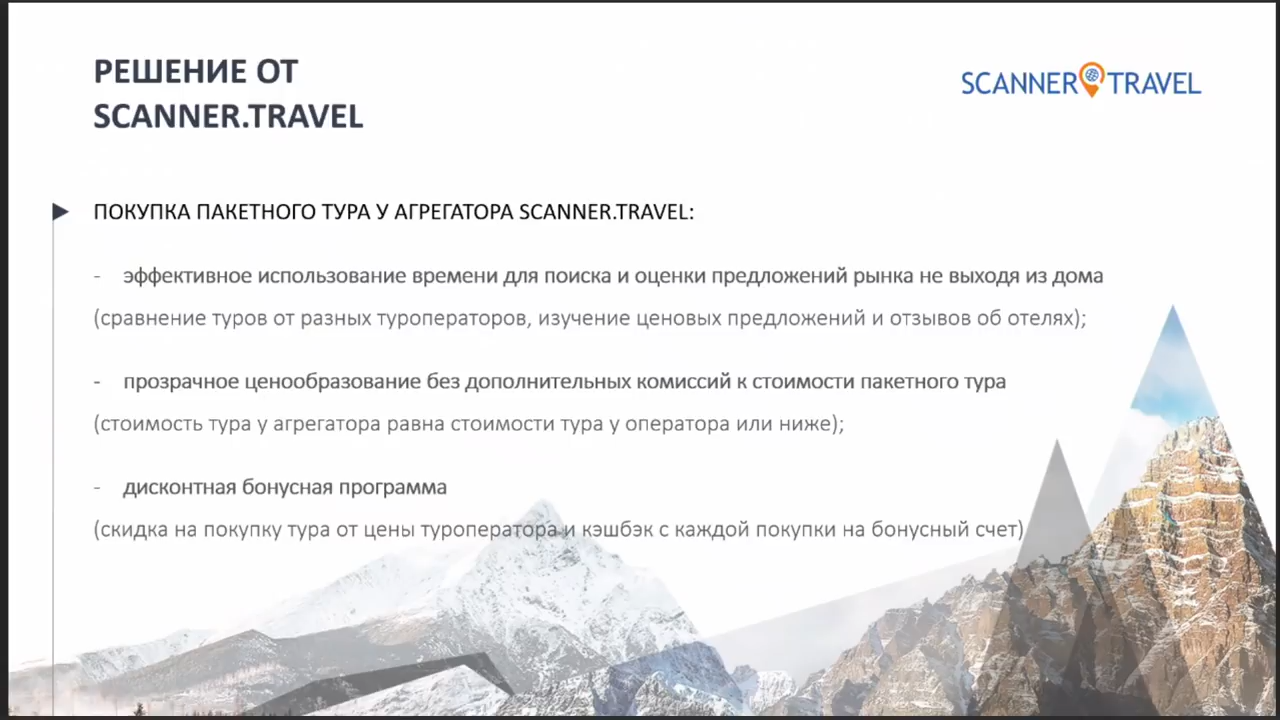 РЕШЕНИЕ ОТ
SCANNER.TRAVEL
SCANNER TRAVEL
ПОКУПКА ПАКЕТНОГО ТУРА У АГРЕГАТОРА SCANNER.TRAVEL:
- эффективное использование времени для поиска и оценки предложений рынка не выходя из дома
(сравнение туров от разных туроператоров, изучение ценовых предложений и отзывов об отелях);
- прозрачное ценообразование без дополнительных комиссий к стоимости пакетного тура
(стоимость тура у агрегатора равна стоимости тура у оператора или ниже);
- дисконтная бонусная программа
(скидка на покупку тура от цены туроператора и кэшбэк с каждой покупки на бонусный счет)